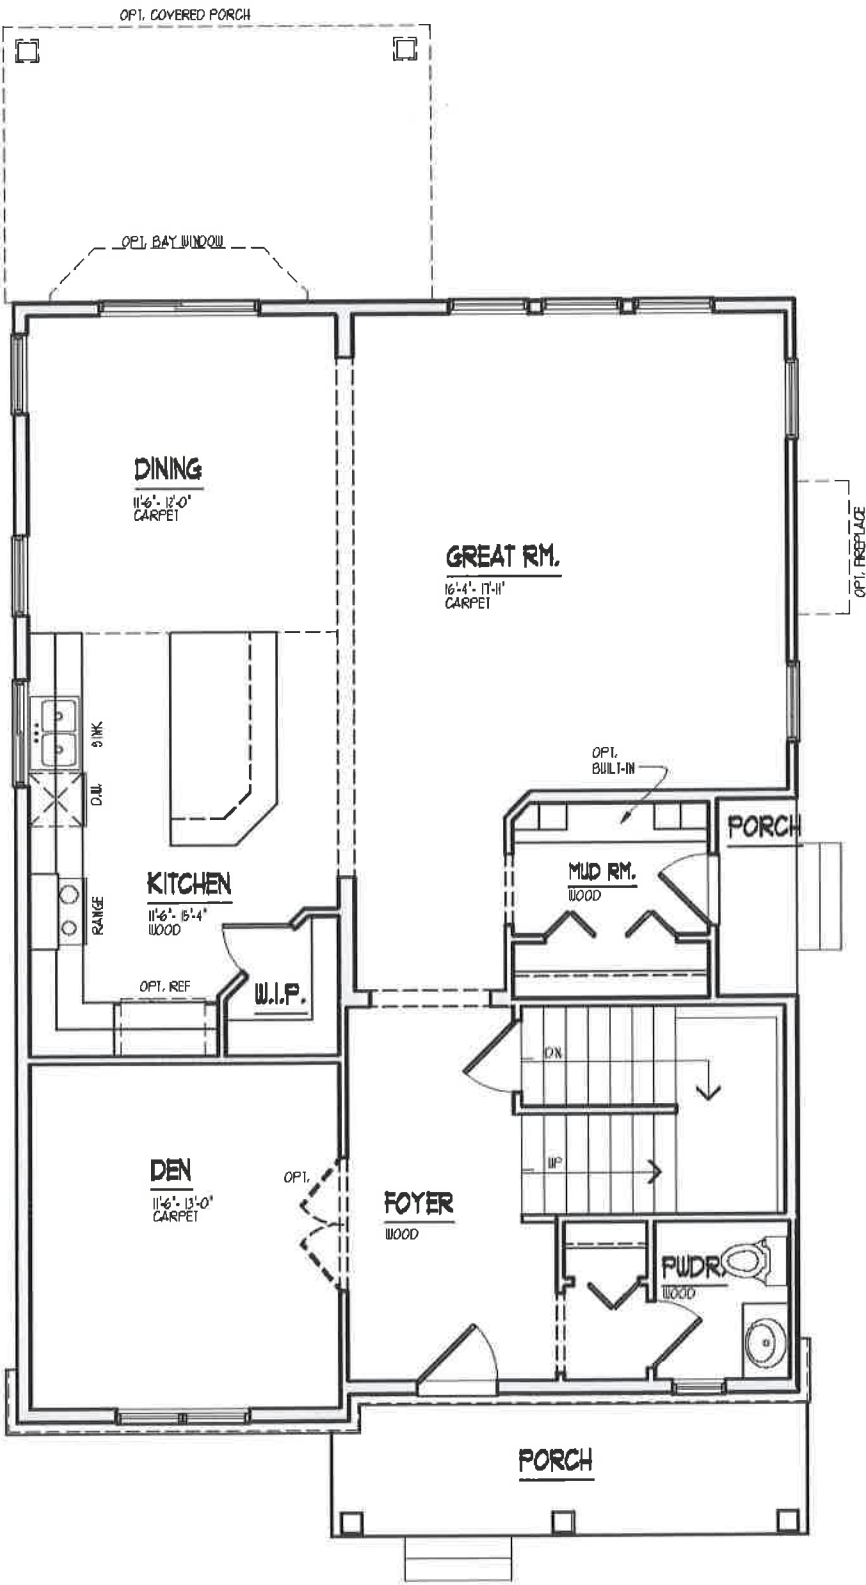 OPT. COVERED PORCH
OPT. BAY WINDOW
DINING
11'-6" - 12'-0"
CARPET
GREAT RM.
16'-4" - 17'-11"
CARPET
OPT. FIREPLACE
SINK
D.W.
RANGE
OPT.
BUILT-IN
PORCH
MUD RM.
WOOD
KITCHEN
11'-6" - 15'-4"
WOOD
OPT. REF
W.I.P.
DN
UP
DEN
11'-6" - 13'-0"
CARPET
OPT.
FOYER
WOOD
PWDR.
WOOD
PORCH